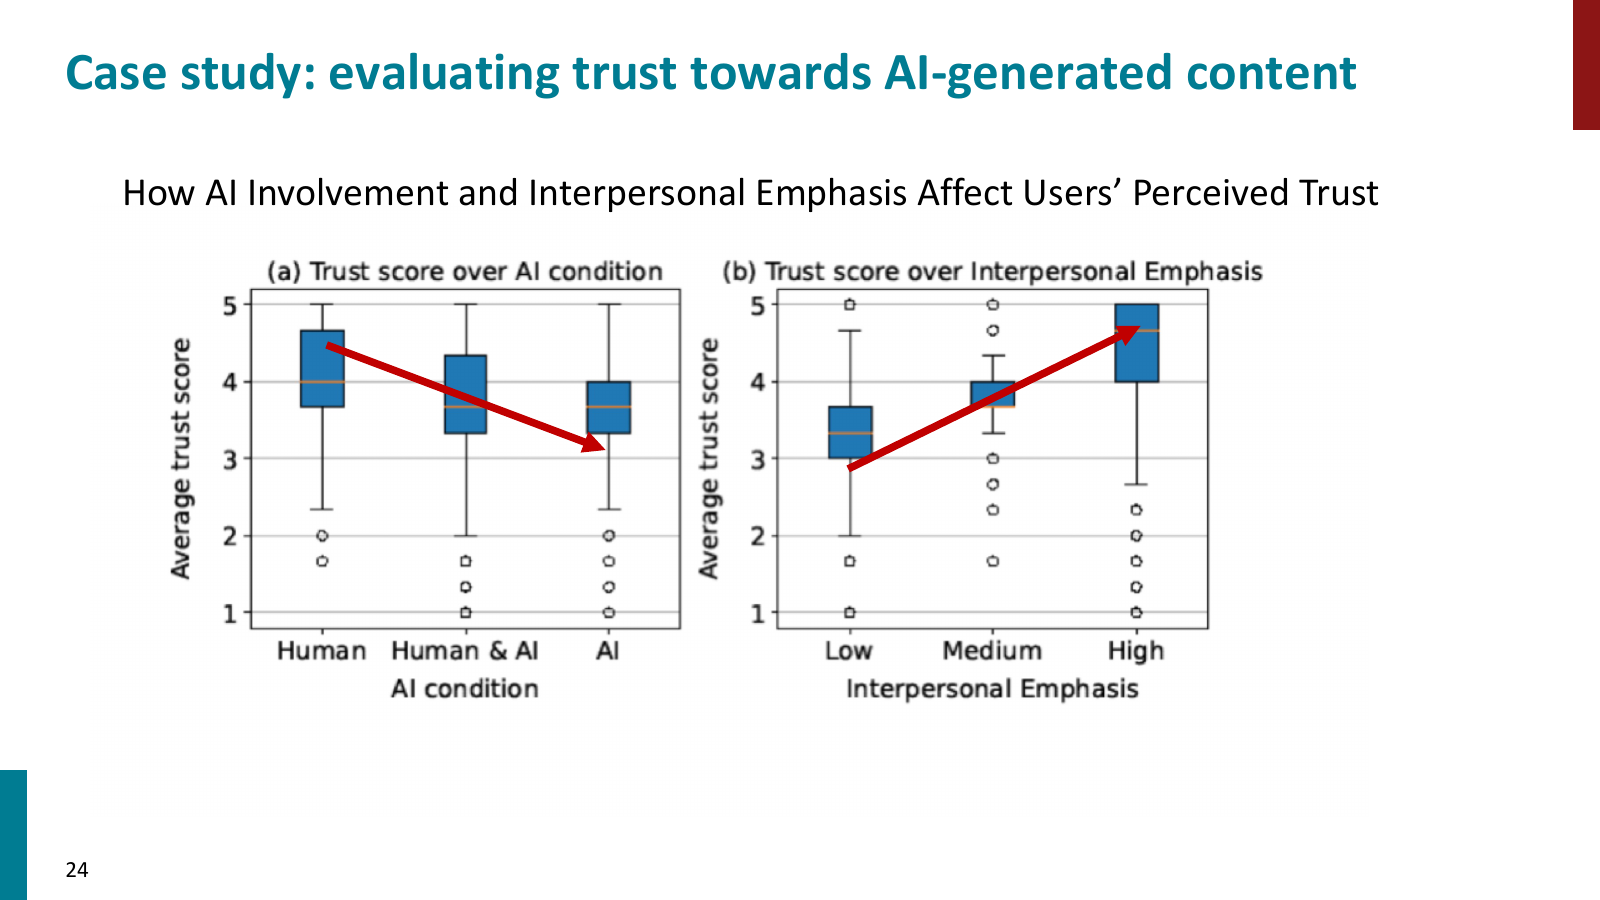 Case study: evaluating trust towards AI-generated content
How AI Involvement and Interpersonal Emphasis Affect Users’ Perceived Trust
(a) Trust score over AI condition
5
4
3
2
1
Average trust score
Human
Human & AI
AI
AI condition
(b) Trust score over Interpersonal Emphasis
5
4
3
2
1
Average trust score
Low
Medium
High
Interpersonal Emphasis
24